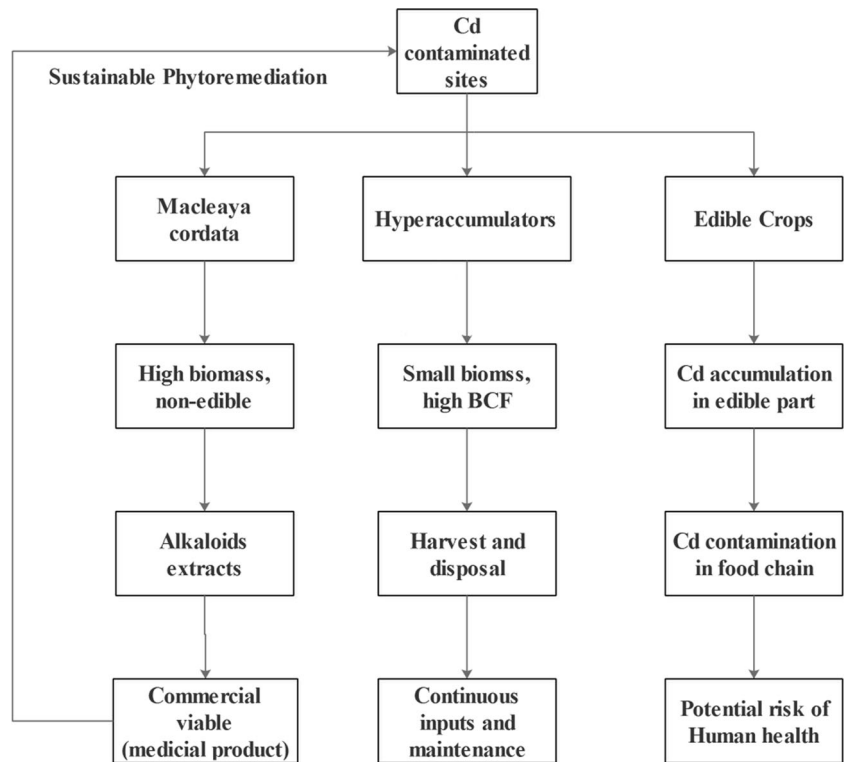 Cd
contaminated
sites
Sustainable Phytoremediation
Macleaya
cordata
Hyperaccumulators
Edible Crops
High biomass,
non-edible
Small biomss,
high BCF
Cd accumulation
in edible part
Alkaloids
extracts
Harvest and
disposal
Cd contamination
in food chain
Commercial
viable
(medicial product)
Continuous
inputs and
maintenance
Potential risk of
Human health